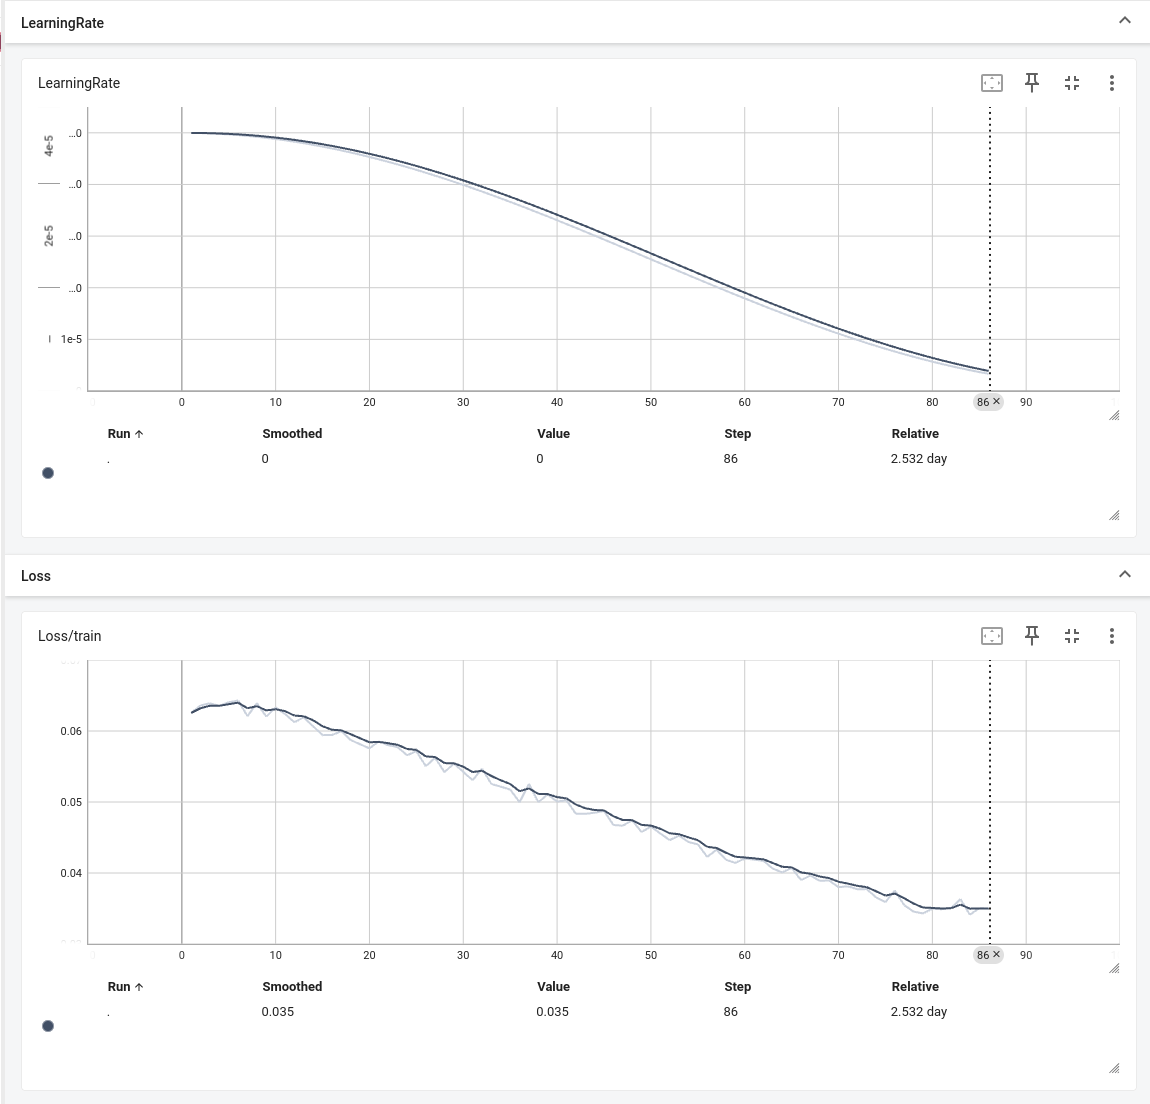 LearningRate
LearningRate
4e-5
...0
...0
2e-5
...0
...0
1e-5
0 10 20 30 40 50 60 70 80 86 ✕ 90
Run ↑ Smoothed Value Step Relative
. 0 0 86 2.532 day
Loss
Loss/train
0.06
0.05
0.04
0 10 20 30 40 50 60 70 80 86 ✕ 90
Run ↑ Smoothed Value Step Relative
. 0.035 0.035 86 2.532 day